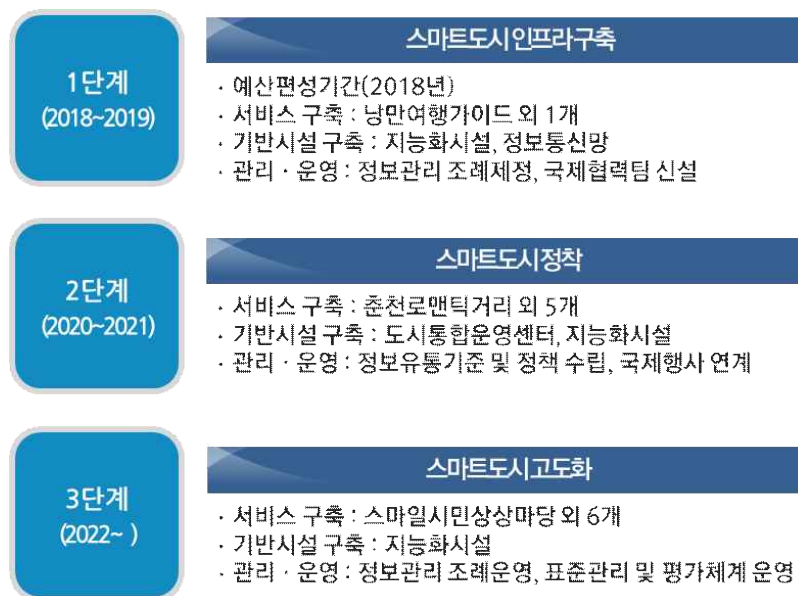 1단계
(2018~2019)
스마트도시인프라구축
· 예산편성기간(2018년)
· 서비스 구축 : 낭만여행가이드 외 1개
· 기반시설 구축 : 지능화시설, 정보통신망
· 관리 · 운영 : 정보관리 조례제정, 국제협력팀 신설
2단계
(2020~2021)
스마트도시정착
· 서비스 구축 : 춘천로맨틱거리 외 5개
· 기반시설 구축 : 도시통합운영센터, 지능화시설
· 관리 · 운영 : 정보유통기준 및 정책 수립, 국제행사 연계
3단계
(2022~ )
스마트도시고도화
· 서비스 구축 : 스마일시민상상마당 외 6개
· 기반시설 구축 : 지능화시설
· 관리 · 운영 : 정보관리 조례운영, 표준관리 및 평가체계 운영